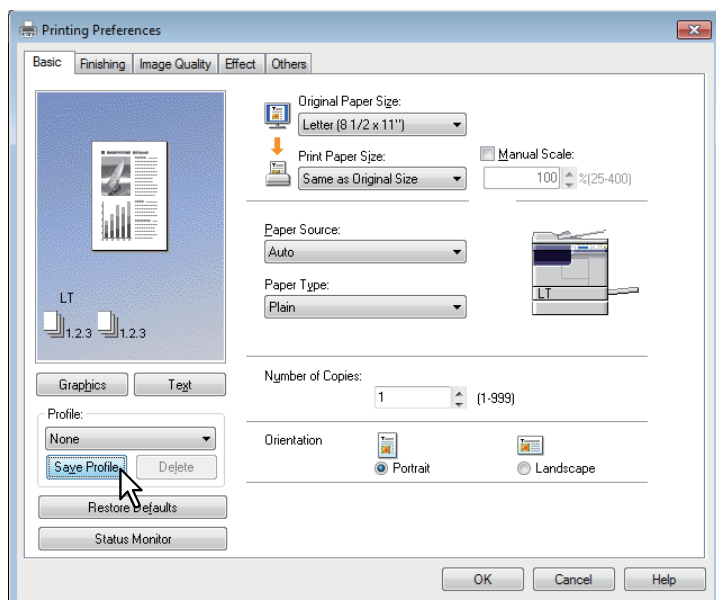 Printing Preferences
Basic Finishing Image Quality Effect Others
Original Paper Size:
Letter (8 1/2 x 11")
Print Paper Size:
Same as Original Size
Manual Scale:
100 %(25-400)
Paper Source:
Auto
Paper Type:
Plain
LT
LT
1.2.3 1.2.3
Number of Copies:
1 (1-999)
Graphics Text
Profile:
None
Save Profile Delete
Orientation
Portrait Landscape
Restore Defaults
Status Monitor
OK Cancel Help